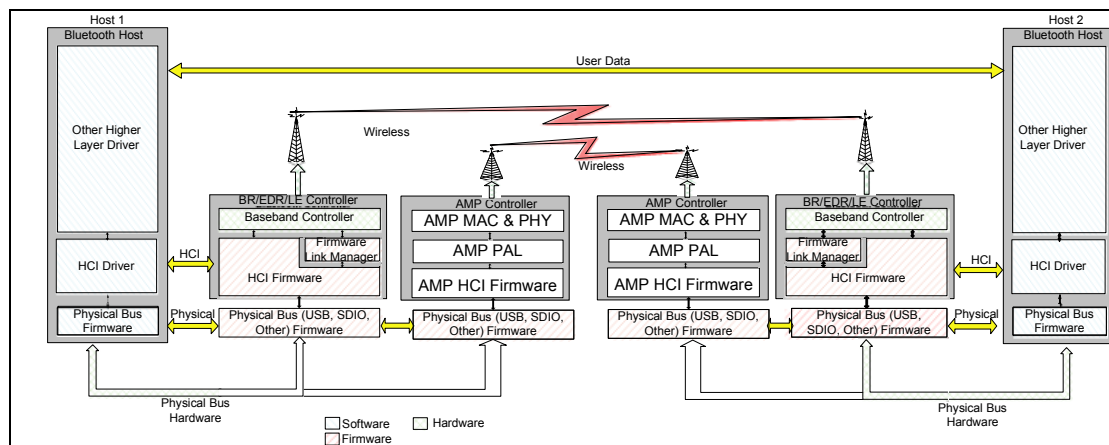 Host 1
Bluetooth Host
Other Higher
Layer Driver
HCI Driver
Physical Bus
Firmware
Host 2
Bluetooth Host
Other Higher
Layer Driver
HCI Driver
Physical Bus
Firmware
User Data
Wireless
Wireless
BR/EDR/LE Controller
Baseband Controller
Firmware
Link Manager
HCI Firmware
Physical Bus (USB, SDIO,
Other) Firmware
AMP Controller
AMP MAC & PHY
AMP PAL
AMP HCI Firmware
Physical Bus (USB, SDIO,
Other) Firmware
AMP Controller
AMP MAC & PHY
AMP PAL
AMP HCI Firmware
Physical Bus (USB, SDIO,
Other) Firmware
BR/EDR/LE Controller
Baseband Controller
Firmware
Link Manager
HCI Firmware
Physical Bus (USB,
SDIO, Other) Firmware
HCI
Physical
HCI
Physical
Physical Bus
Hardware
Physical Bus
Hardware
Software
Hardware
Firmware